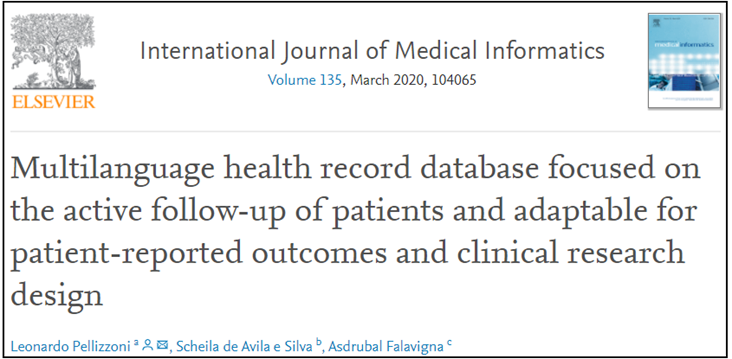 International Journal of Medical Informatics
medical informatics
Volume 135, March 2020, 104065
ELSEVIER
Multilanguage health record database focused on
the active follow-up of patients and adaptable for
patient-reported outcomes and clinical research
design
Leonardo Pellizzoni a, Scheila de Avila e Silva b, Asdrubal Falavigna c